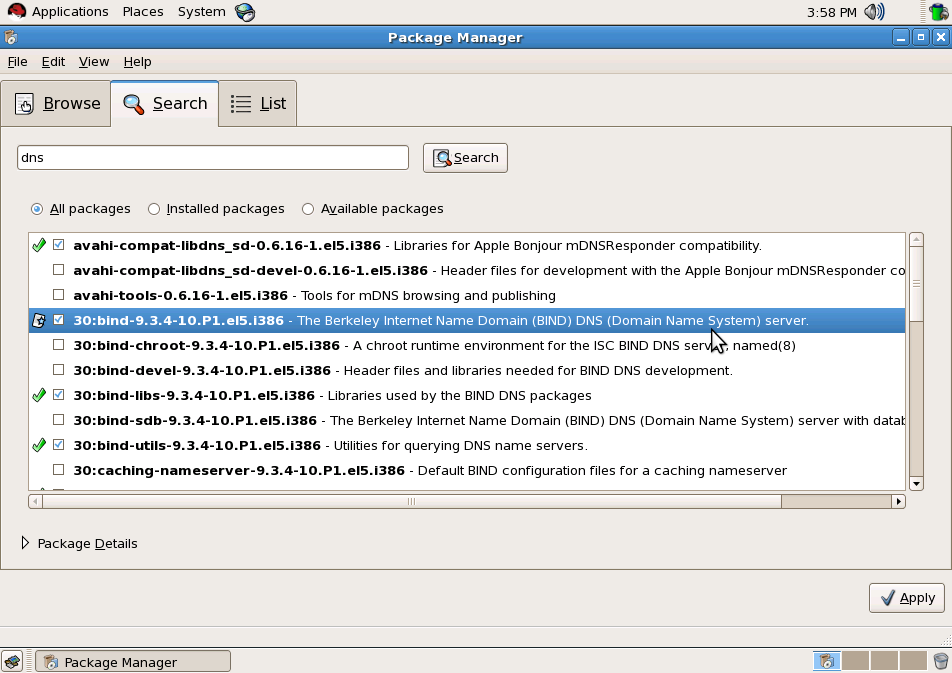 Applications Places System 3:58 PM
Package Manager
File Edit View Help
Browse Search List
dns Search
All packages Installed packages Available packages
avahi-compat-libdns_sd-0.6.16-1.el5.i386 - Libraries for Apple Bonjour mDNSResponder compatibility.
avahi-compat-libdns_sd-devel-0.6.16-1.el5.i386 - Header files for development with the Apple Bonjour mDNSResponder co
avahi-tools-0.6.16-1.el5.i386 - Tools for mDNS browsing and publishing
30:bind-9.3.4-10.P1.el5.i386 - The Berkeley Internet Name Domain (BIND) DNS (Domain Name System) server.
30:bind-chroot-9.3.4-10.P1.el5.i386 - A chroot runtime environment for the ISC BIND DNS server, named(8)
30:bind-devel-9.3.4-10.P1.el5.i386 - Header files and libraries needed for BIND DNS development.
30:bind-libs-9.3.4-10.P1.el5.i386 - Libraries used by the BIND DNS packages
30:bind-sdb-9.3.4-10.P1.el5.i386 - The Berkeley Internet Name Domain (BIND) DNS (Domain Name System) server with datab
30:bind-utils-9.3.4-10.P1.el5.i386 - Utilities for querying DNS name servers.
30:caching-nameserver-9.3.4-10.P1.el5.i386 - Default BIND configuration files for a caching nameserver
Package Details
Apply
Package Manager